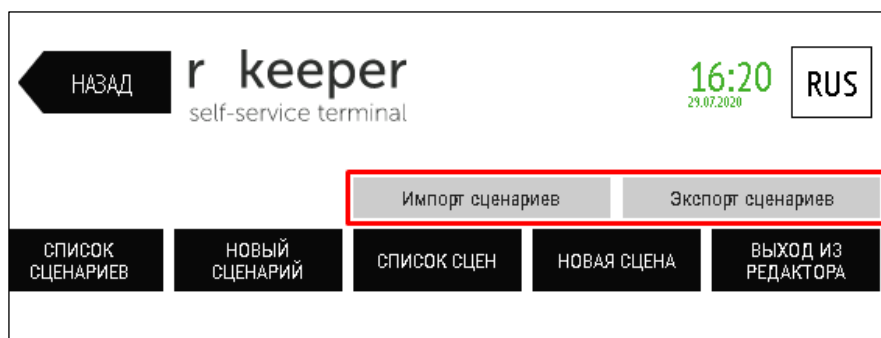 НАЗАД
r keeper
self-service terminal
16:20
29.07.2020
RUS
Импорт сценариев
Экспорт сценариев
СПИСОК
СЦЕНАРИЕВ
НОВЫЙ
СЦЕНАРИЙ
СПИСОК СЦЕН
НОВАЯ СЦЕНА
ВЫХОД ИЗ
РЕДАКТОРА